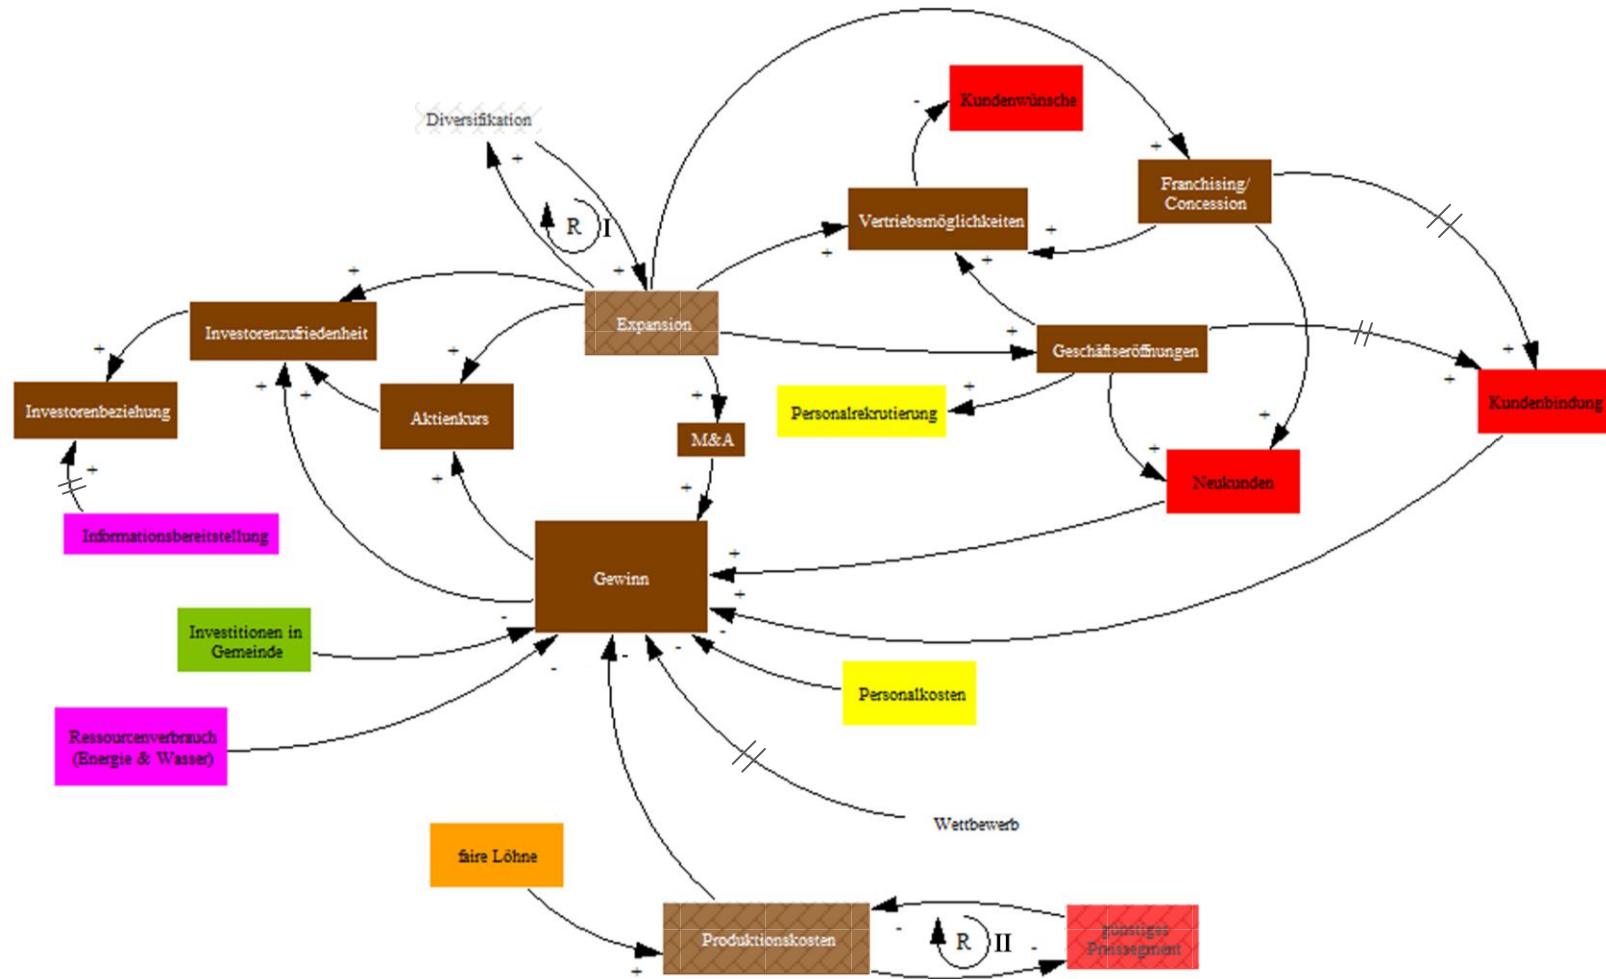 Kundenwünsche
-
Diversifikation
+
+
Franchising/
Concession
Vertriebsmöglichkeiten
+
+
R
I
+
+
+
Expansion
Investorenzufriedenheit
+
Geschäftseröffnungen
+
+
+
+
+
Investorenbeziehung
Aktienkurs
+
Personalrekrutierung
+
Kundenbindung
+
+
+
M&A
+
+
+
Neukunden
+
+
Informationsbereitstellung
+
Gewinn
+
-
Investitionen in
Gemeinde
-
-
-
-
Personalkosten
Ressourcenverbrauch
(Energie & Wasser)
Wettbewerb
faire Löhne
Produktionskosten
-
R
II
-
günstiges
Preissegment
+